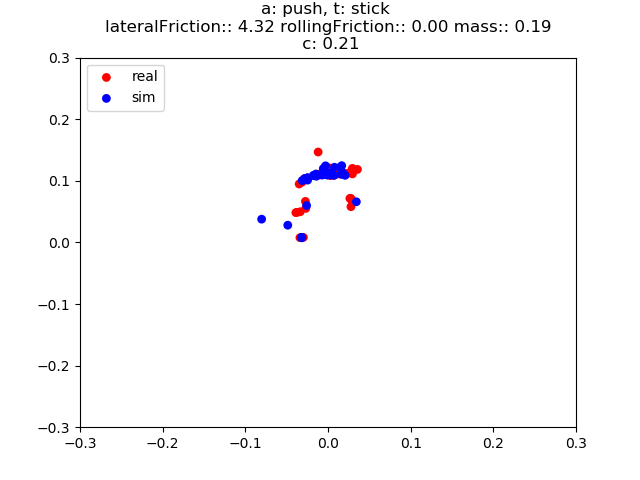 a: push, t: stick
lateralFriction:: 4.32 rollingFriction:: 0.00 mass:: 0.19
c: 0.21
real
sim
0.3
0.2
0.1
0.0
−0.1
−0.2
−0.3
−0.3 −0.2 −0.1 0.0 0.1 0.2 0.3